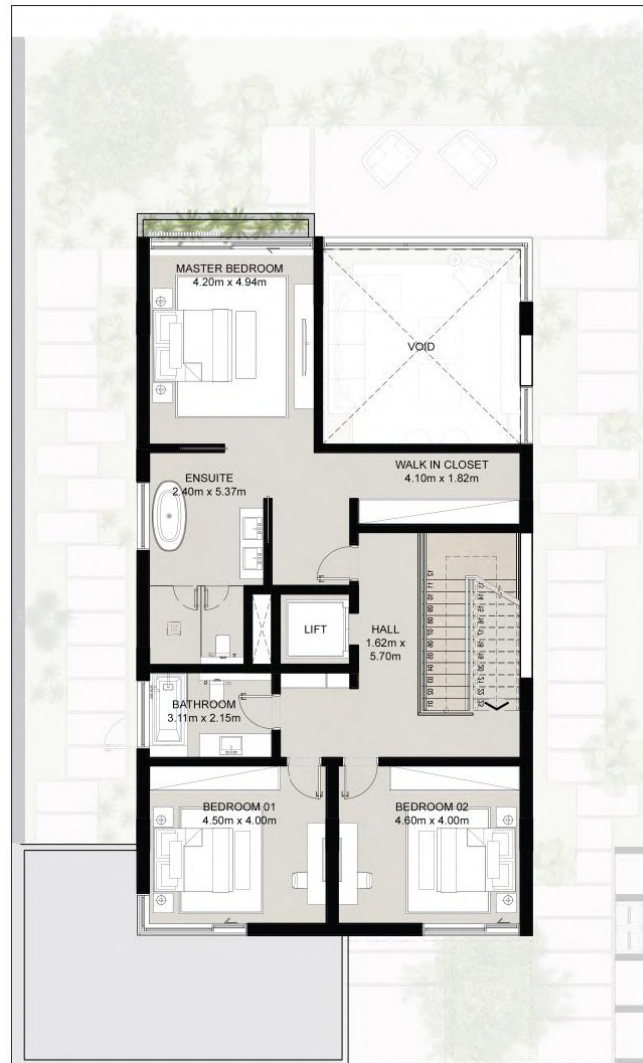 MASTER BEDROOM
4.20m x 4.94m
VOID
WALK IN CLOSET
4.10m x 1.82m
ENSUITE
2.40m x 5.37m
LIFT
HALL
1.62m x
5.70m
BATHROOM
3.11m x 2.15m
BEDROOM 01
4.50m x 4.00m
BEDROOM 02
4.60m x 4.00m